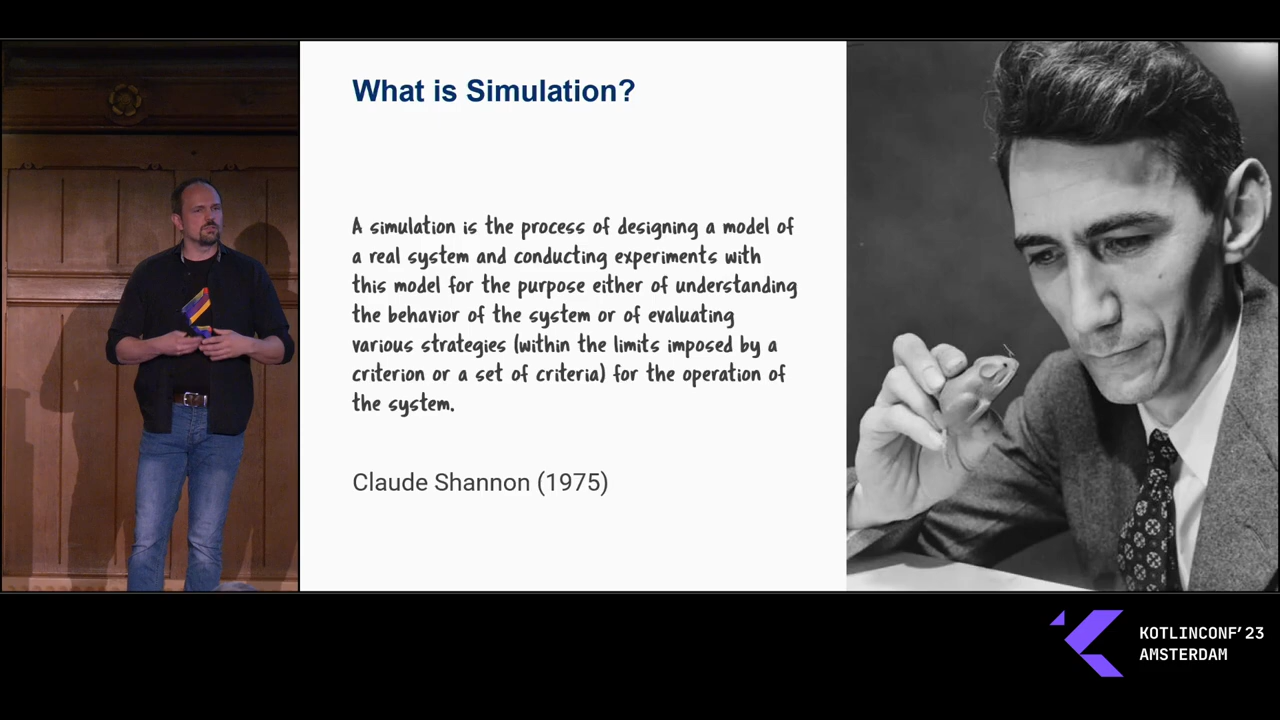 What is Simulation?
A simulation is the process of designing a model of
a real system and conducting experiments with
this model for the purpose either of understanding
the behavior of the system or of evaluating
various strategies (within the limits imposed by a
criterion or a set of criteria) for the operation of
the system.
Claude Shannon (1975)
KOTLINCONF'23
AMSTERDAM